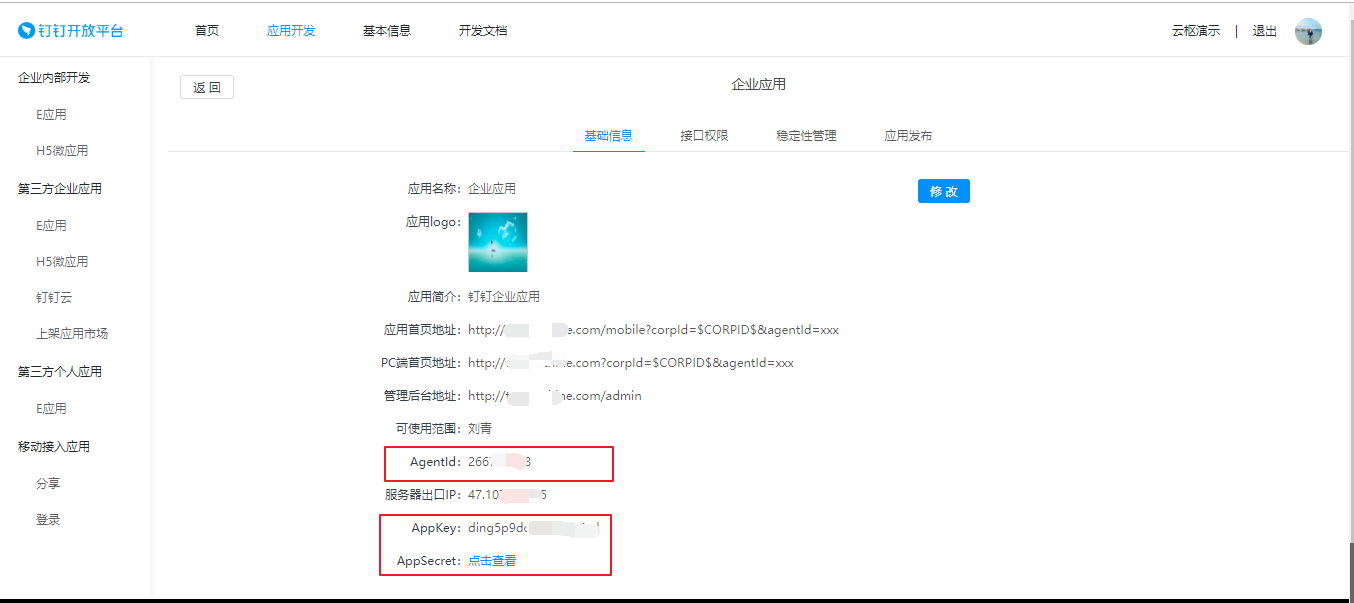 钉钉开放平台 首页 应用开发 基本信息 开发文档 云枢演示 | 退出
企业内部开发
E应用
H5微应用
第三方企业应用
E应用
H5微应用
钉钉云
上架应用市场
第三方个人应用
E应用
移动接入应用
分享
登录
返 回
企业应用
基础信息 接口权限 稳定性管理 应用发布
修 改
应用名称: 企业应用
应用logo:
应用简介: 钉钉企业应用
应用首页地址: http:// e.com/mobile?corpId=$CORPID$&agentId=xxx
PC端首页地址: http:// ne.com?corpId=$CORPID$&agentId=xxx
管理后台地址: http:// ne.com/admin
可使用范围: 刘青
AgentId: 266 3
服务器出口IP: 47.10 5
AppKey: ding5p9d
AppSecret: 点击查看